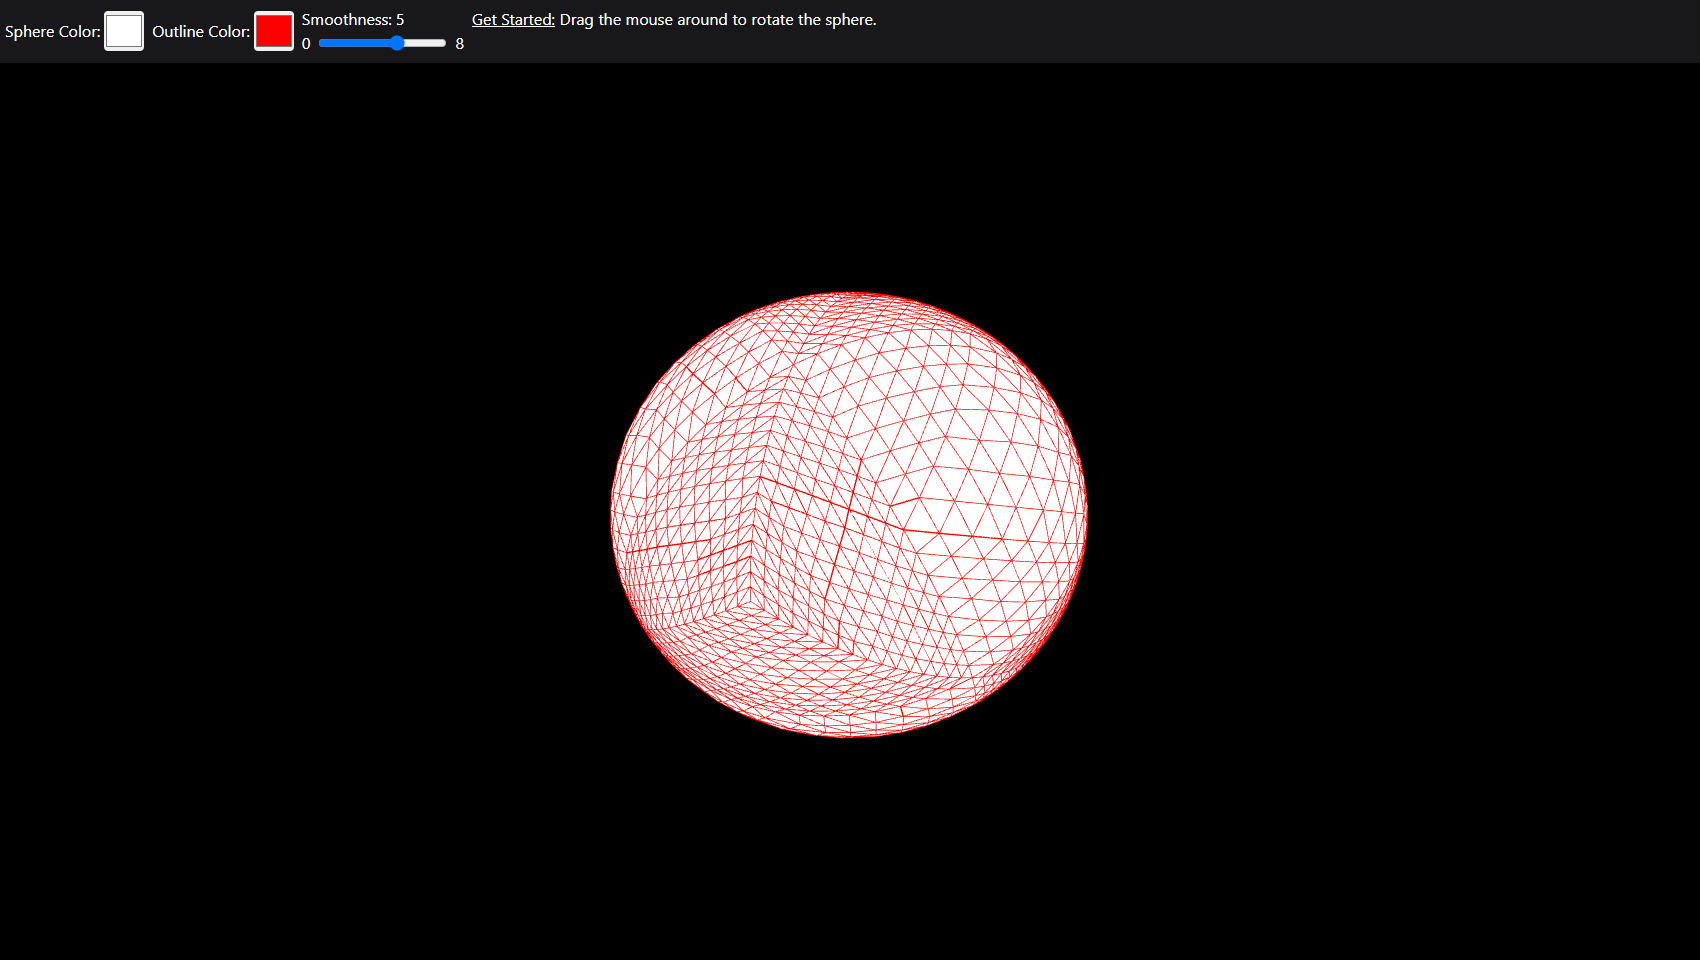 Sphere Color:
Outline Color:
Smoothness: 5
0
8
Get Started: Drag the mouse around to rotate the sphere.